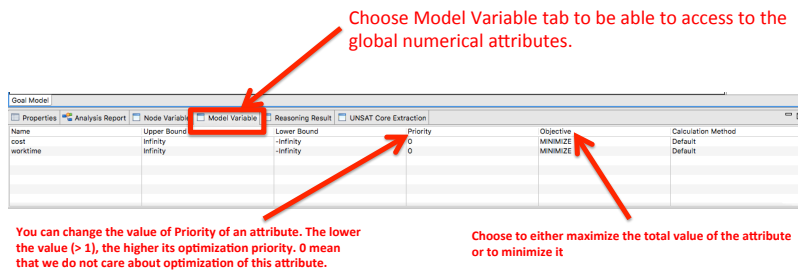 Choose Model Variable tab to be able to access to the
global numerical attributes.
Goal Model
Properties Analysis Report Node Variable Model Variable Reasoning Result UNSAT Core Extraction
Name Upper Bound Lower Bound Priority Objective Calculation Method
cost Infinity -Infinity 0 MINIMIZE Default
worktime Infinity -Infinity 0 MINIMIZE Default
You can change the value of Priority of an attribute. The lower
the value (> 1), the higher its optimization priority. 0 mean
that we do not care about optimization of this attribute.
Choose to either maximize the total value of the attribute
or to minimize it